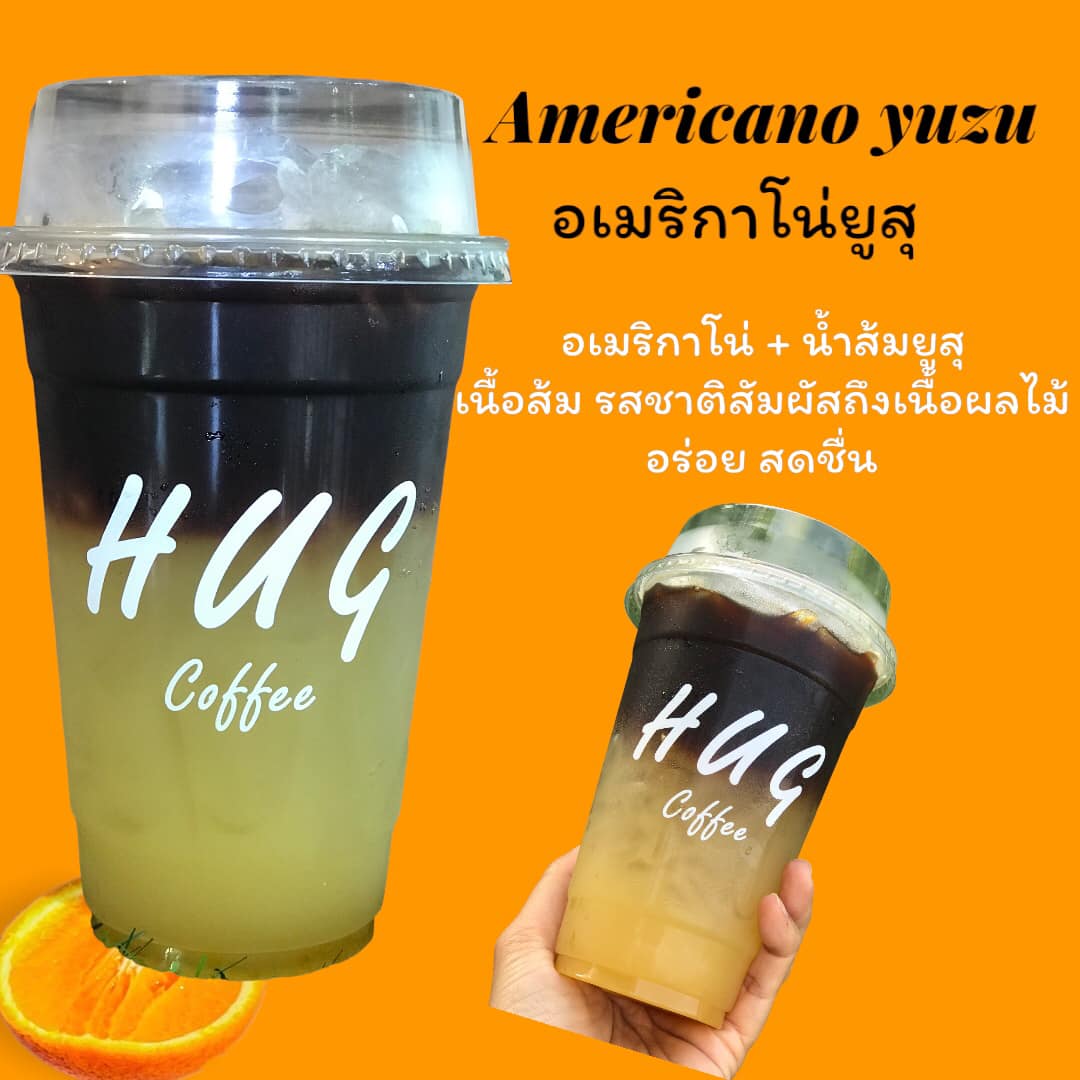 Americano yuzu
อเมริกาโน่ยูสุ
อเมริกาโน่ + น้ำส้มยูสุ
เนื้อส้ม รสชาติสัมผัสถึงเนื้อผลไม้
อร่อย สดชื่น
HUG
Coffee
HUG
Coffee